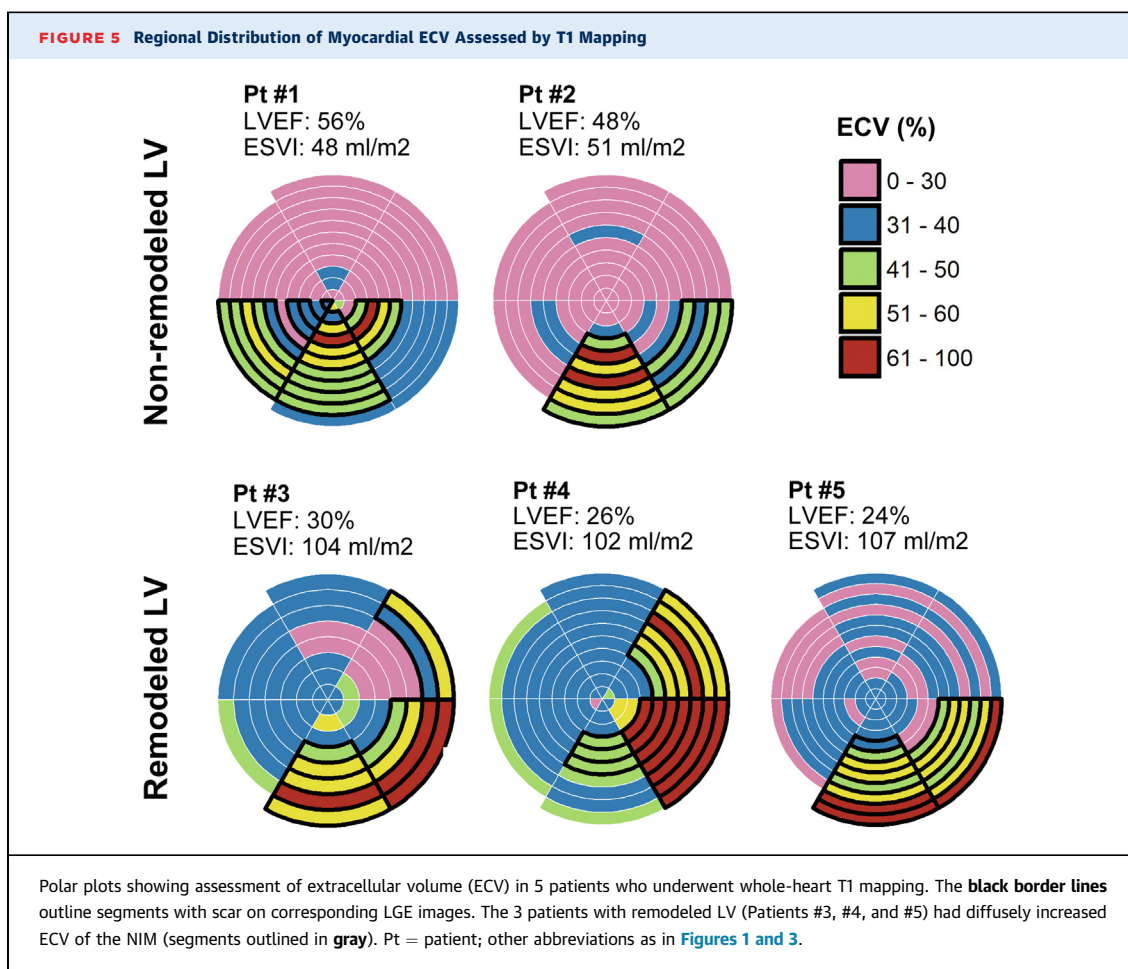 FIGURE 5 Regional Distribution of Myocardial ECV Assessed by T1 Mapping
Non-remodeled LV
Pt #1
LVEF: 56%
ESVI: 48 ml/m2
Pt #2
LVEF: 48%
ESVI: 51 ml/m2
ECV (%)
0 - 30
31 - 40
41 - 50
51 - 60
61 - 100
Remodeled LV
Pt #3
LVEF: 30%
ESVI: 104 ml/m2
Pt #4
LVEF: 26%
ESVI: 102 ml/m2
Pt #5
LVEF: 24%
ESVI: 107 ml/m2
Polar plots showing assessment of extracellular volume (ECV) in 5 patients who underwent whole-heart T1 mapping. The black border lines
outline segments with scar on corresponding LGE images. The 3 patients with remodeled LV (Patients #3, #4, and #5) had diffusely increased
ECV of the NIM (segments outlined in gray). Pt = patient; other abbreviations as in Figures 1 and 3.